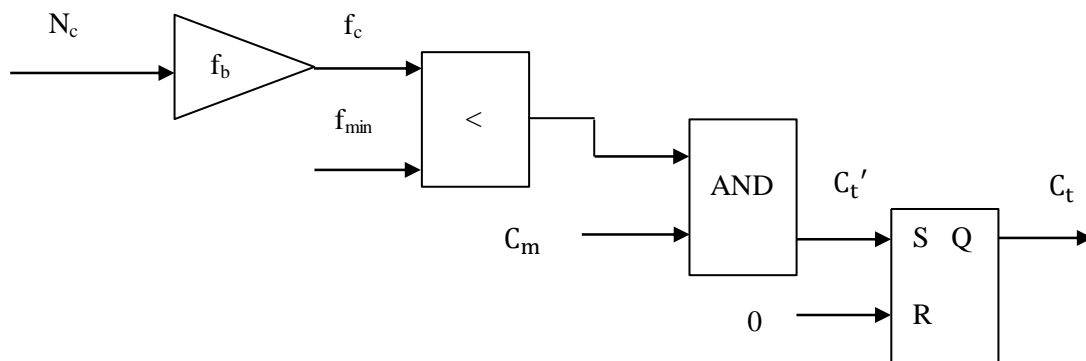 N_c
f_c
f_b
f_min
<
AND
C_t′
C_t
C_m
S Q
0
R